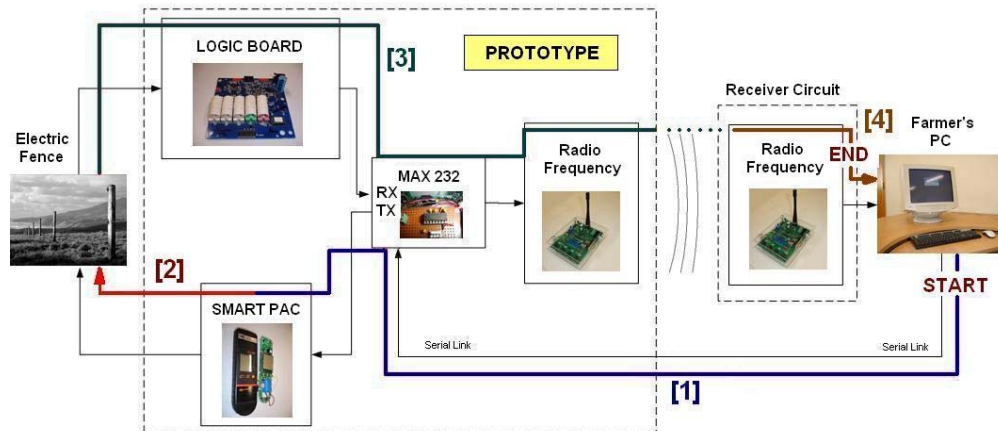 LOGIC BOARD
[3]
PROTOTYPE
Receiver Circuit
[4]
Farmer's
PC
Electric
Fence
Radio
Frequency
Radio
Frequency
END
MAX 232
RX
TX
[2]
START
SMART PAC
Serial Link
Serial Link
[1]